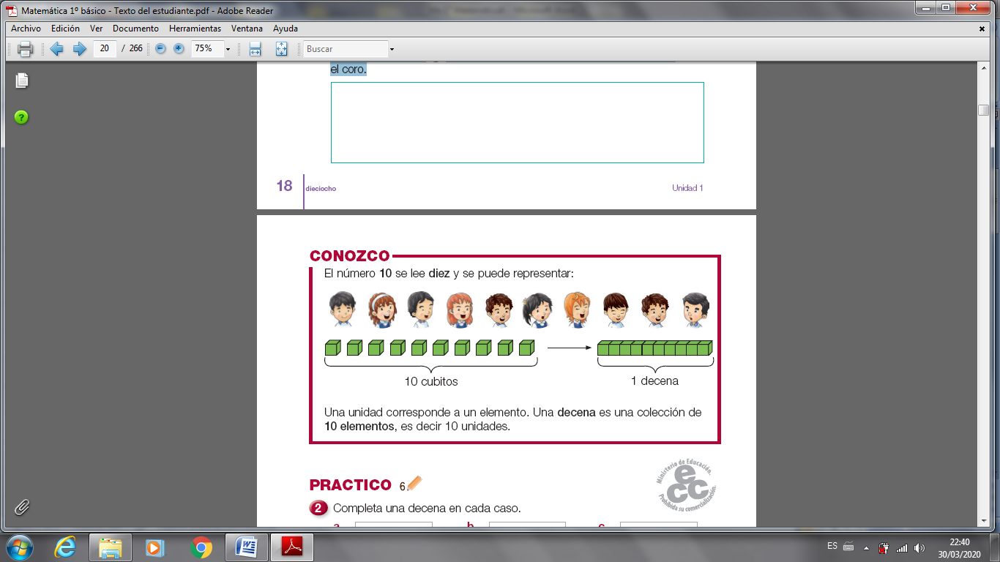 Matemática 1º básico - Texto del estudiante.pdf - Adobe Reader
Archivo Edición Ver Documento Herramientas Ventana Ayuda
20 / 266 75% Buscar
el coro.
18 dieciocho Unidad 1
CONOZCO
El número 10 se lee diez y se puede representar:
10 cubitos 1 decena
Una unidad corresponde a un elemento. Una decena es una colección de
10 elementos, es decir 10 unidades.
Ministerio de Educación.
ecc
Prohibida su comercialización.
PRACTICO 6
2 Completa una decena en cada caso.
a b c
ES 22:40
30/03/2020